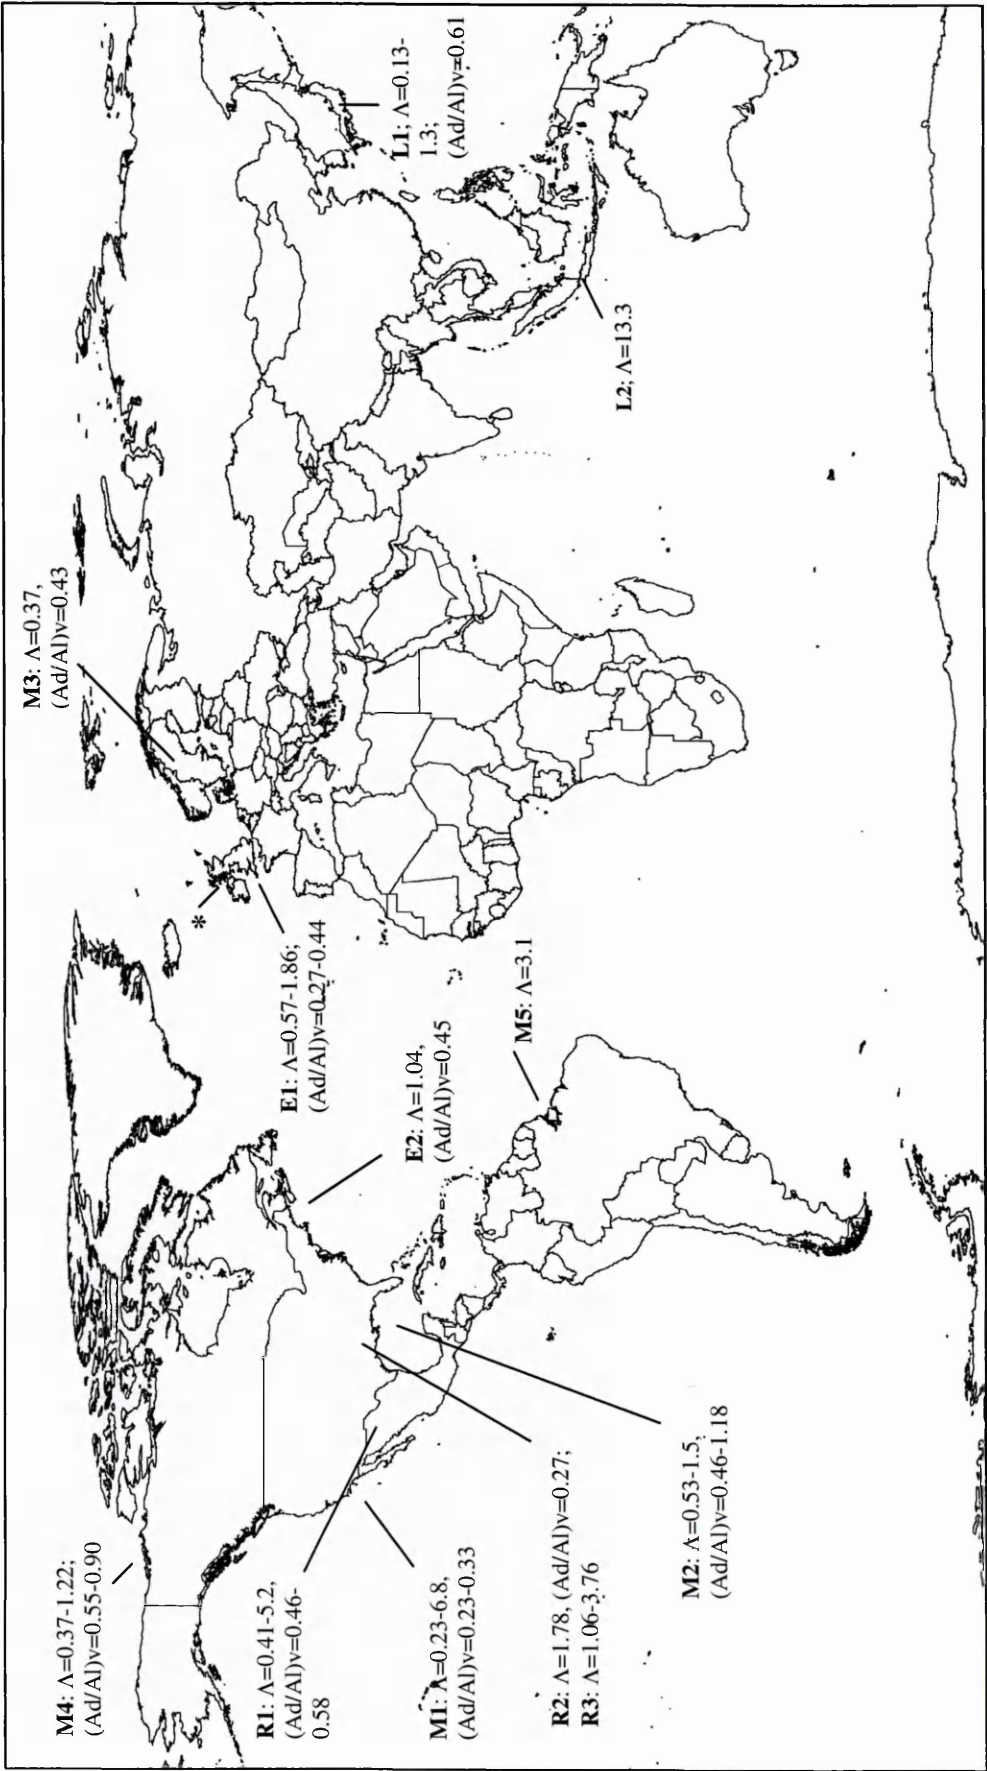 M4: Λ=0.37-1.22;
(Ad/Al)v=0.55-0.90
R1: Λ=0.41-5.2,
(Ad/Al)v=0.46-
0.58
M1: Λ=0.23-6.8,
(Ad/Al)v=0.23-0.33
R2: Λ=1.78, (Ad/Al)v=0.27;
R3: Λ=1.06-3.76
M2: Λ=0.53-1.5,
(Ad/Al)v=0.46-1.18
E1: Λ=0.57-1.86;
(Ad/Al)v=0.27-0.44
E2: Λ=1.04,
(Ad/Al)v=0.45
M5: Λ=3.1
*
M3: Λ=0.37,
(Ad/Al)v=0.43
L1; Λ=0.13-
1.3;
(Ad/Al)v=0.61
L2; Λ=13.3